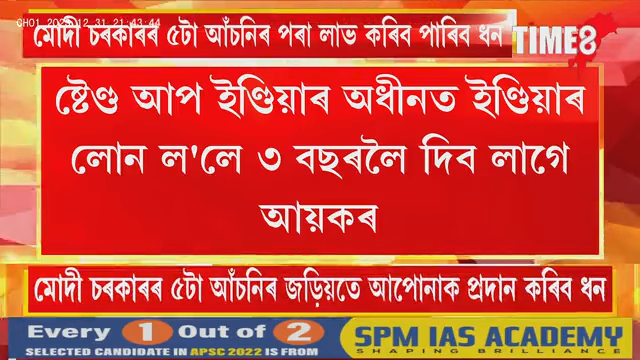 CH01 2023 12 31 21:43:44
মোদী চৰকাৰৰ ৫টা আঁচনিৰ পৰা লাভ কৰিব পাৰিব ধন
TIME8
ষ্টেণ্ড আপ ইণ্ডিয়াৰ অধীনত ইণ্ডিয়াৰ
লোন ল'লে ৩ বছৰলৈ দিব লাগে
আয়কৰ
মোদী চৰকাৰৰ ৫টা আঁচনিৰ জড়িয়তে আপোনাক প্ৰদান কৰিব ধন
Every 1 Out of 2
SELECTED CANDIDATE IN APSC 2022 IS FROM
SPM IAS ACADEMY
SHAPING BRILLIANCE